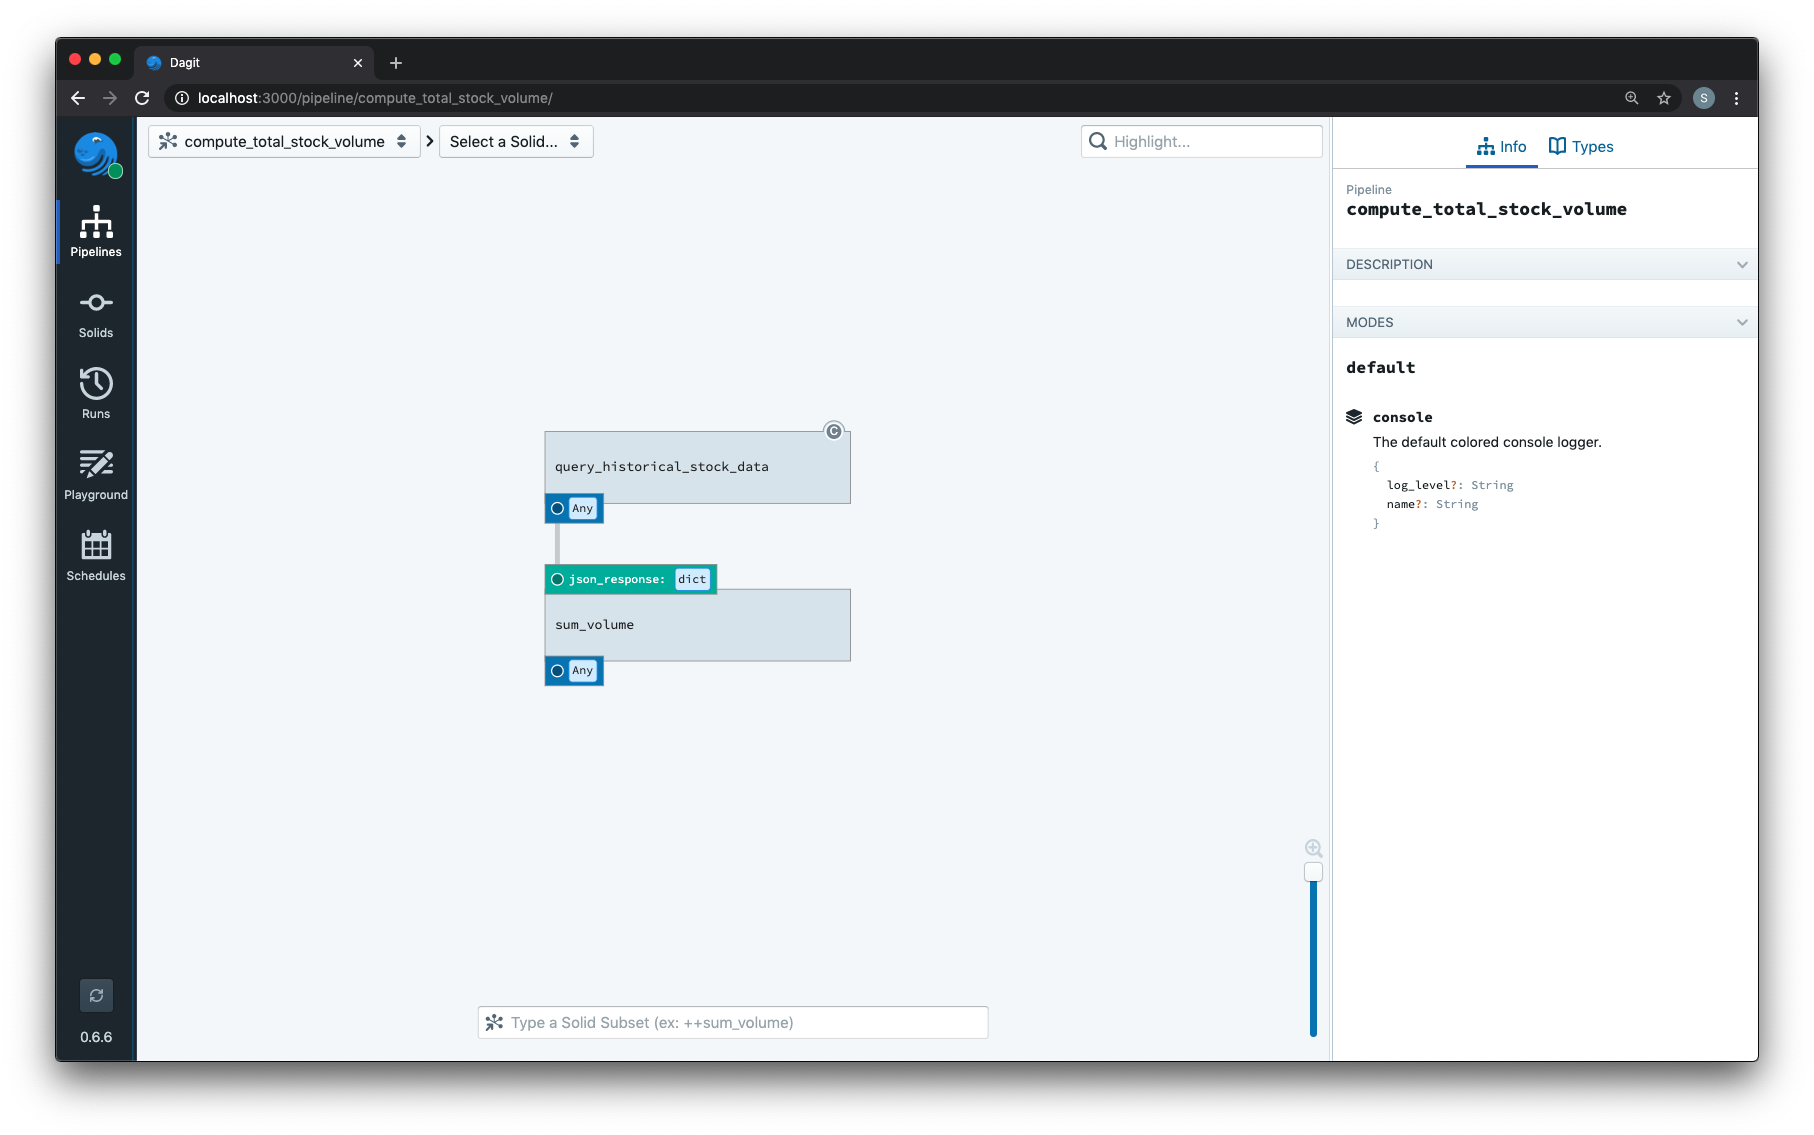 Dagit
localhost:3000/pipeline/compute_total_stock_volume/
S
compute_total_stock_volume
Select a Solid...
Highlight...
Info
Types
Pipelines
Solids
Runs
Playground
Schedules
0.6.6
C
query_historical_stock_data
Any
json_response: dict
sum_volume
Any
Type a Solid Subset (ex: ++sum_volume)
Pipeline
compute_total_stock_volume
DESCRIPTION
MODES
default
console
The default colored console logger.
{
log_level?: String
name?: String
}